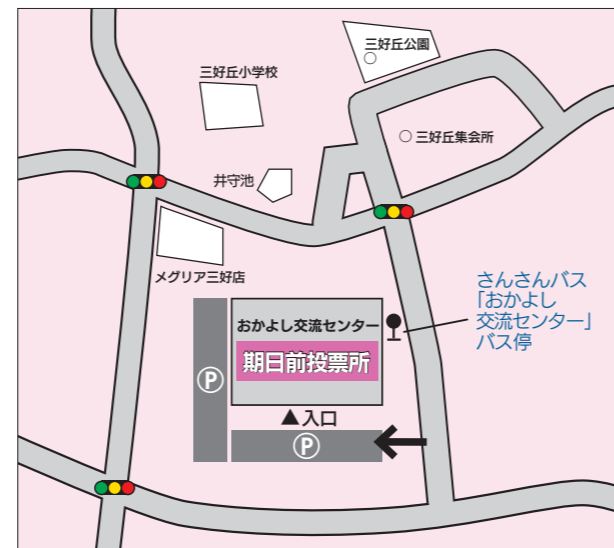 三好丘公園
三好丘小学校
三好丘集会所
井守池
メグリア三好店
さんさんバス
「おかよし
交流センター」
バス停
おかよし交流センター
期日前投票所
P
▲入口
P